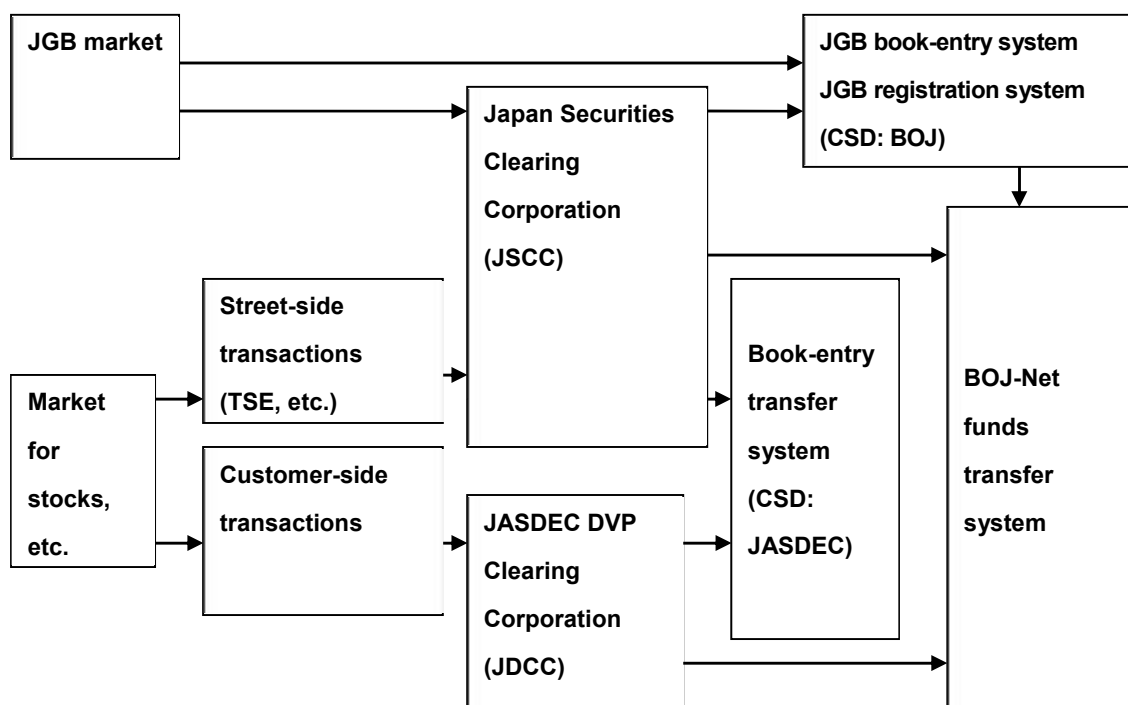 JGB market
JGB book-entry system
JGB registration system
(CSD: BOJ)
Japan Securities
Clearing
Corporation
(JSCC)
Street-side
transactions
(TSE, etc.)
Market
for
stocks,
etc.
Customer-side
transactions
JASDEC DVP
Clearing
Corporation
(JDCC)
Book-entry
transfer
system
(CSD:
JASDEC)
BOJ-Net
funds
transfer
system